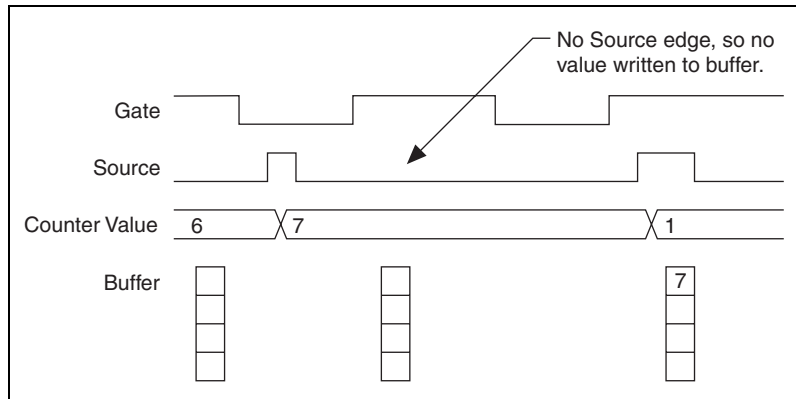 No Source edge, so no
value written to buffer.
Gate
Source
Counter Value 6 7 1
Buffer 7